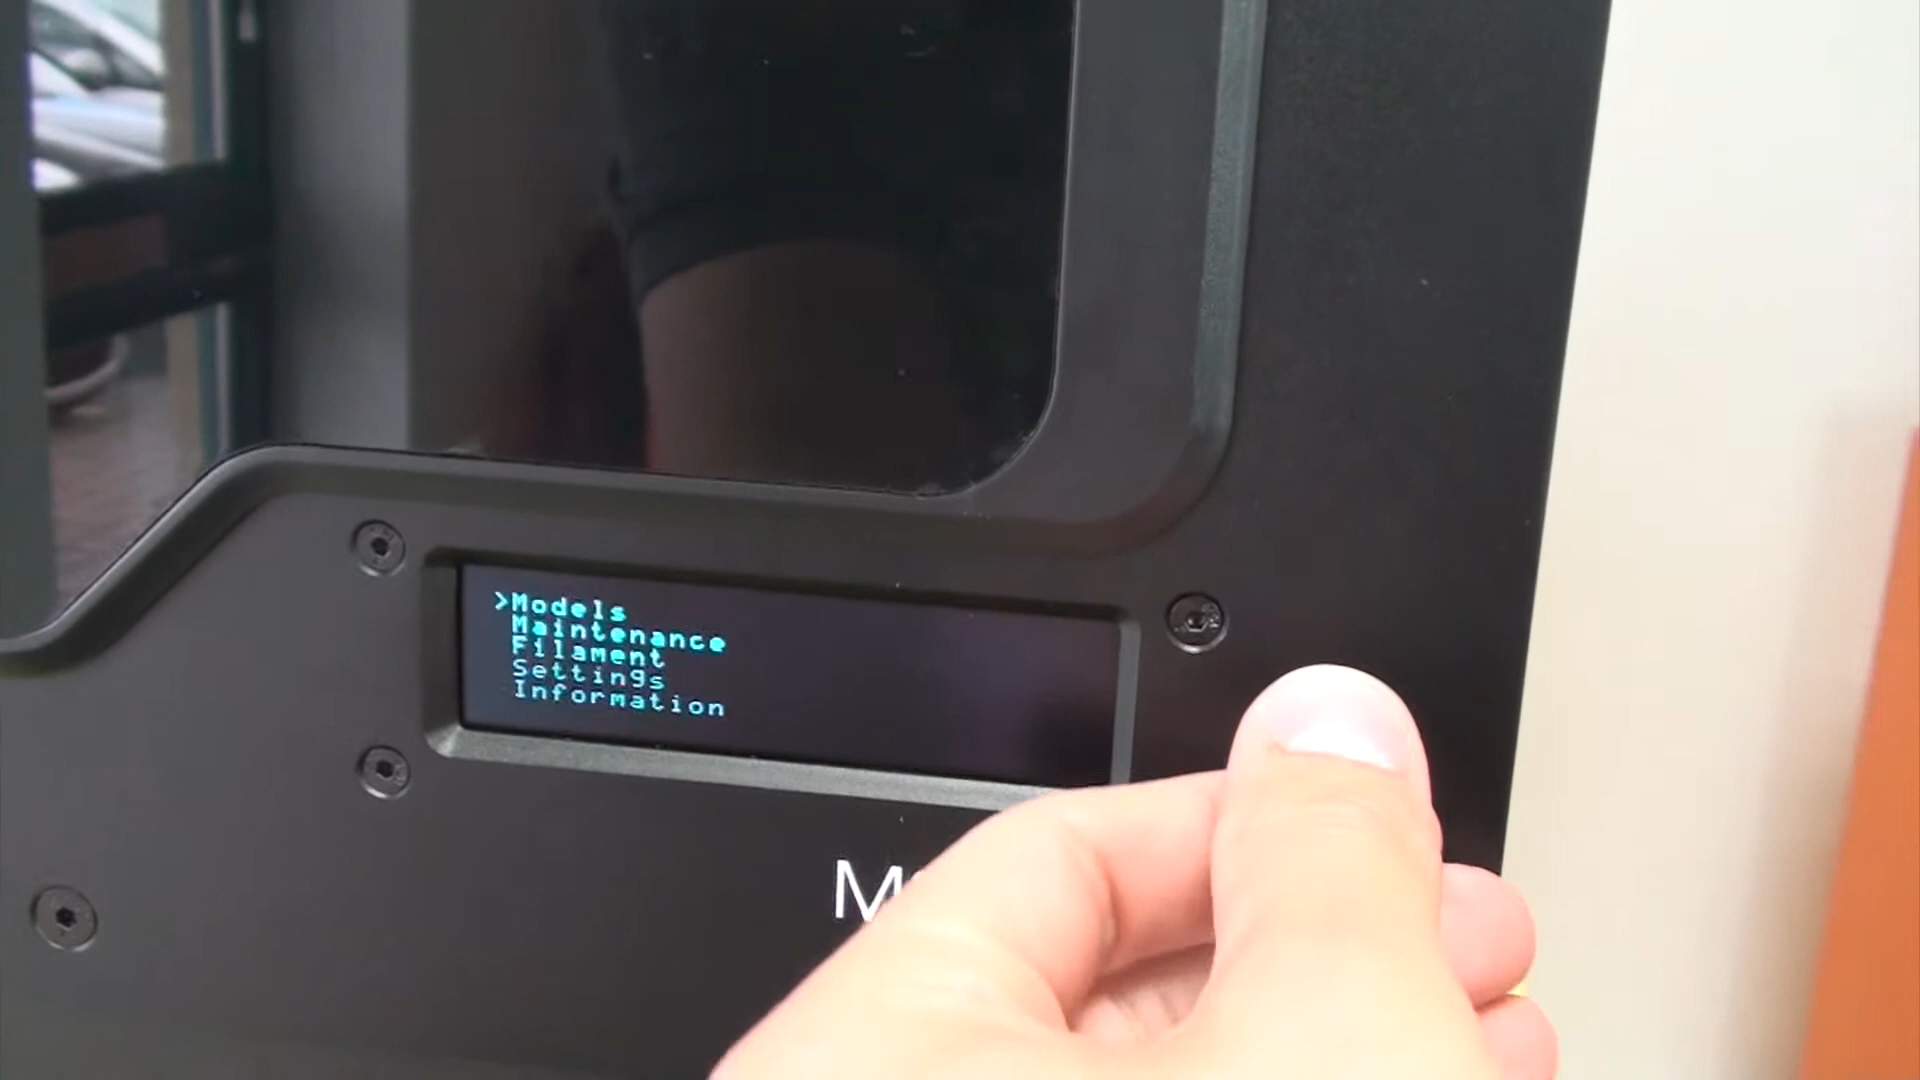 >Models
Maintenance
Filament
Settings
Information